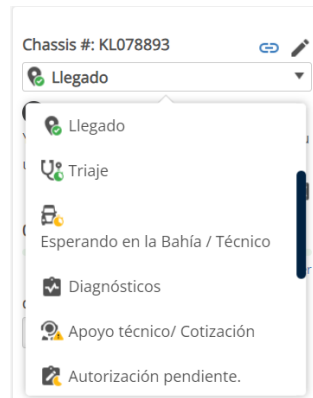 Chassis #: KL078893
Llegado
Llegado
Triaje
Esperando en la Bahía / Técnico
Diagnósticos
Apoyo técnico/ Cotización
Autorización pendiente.